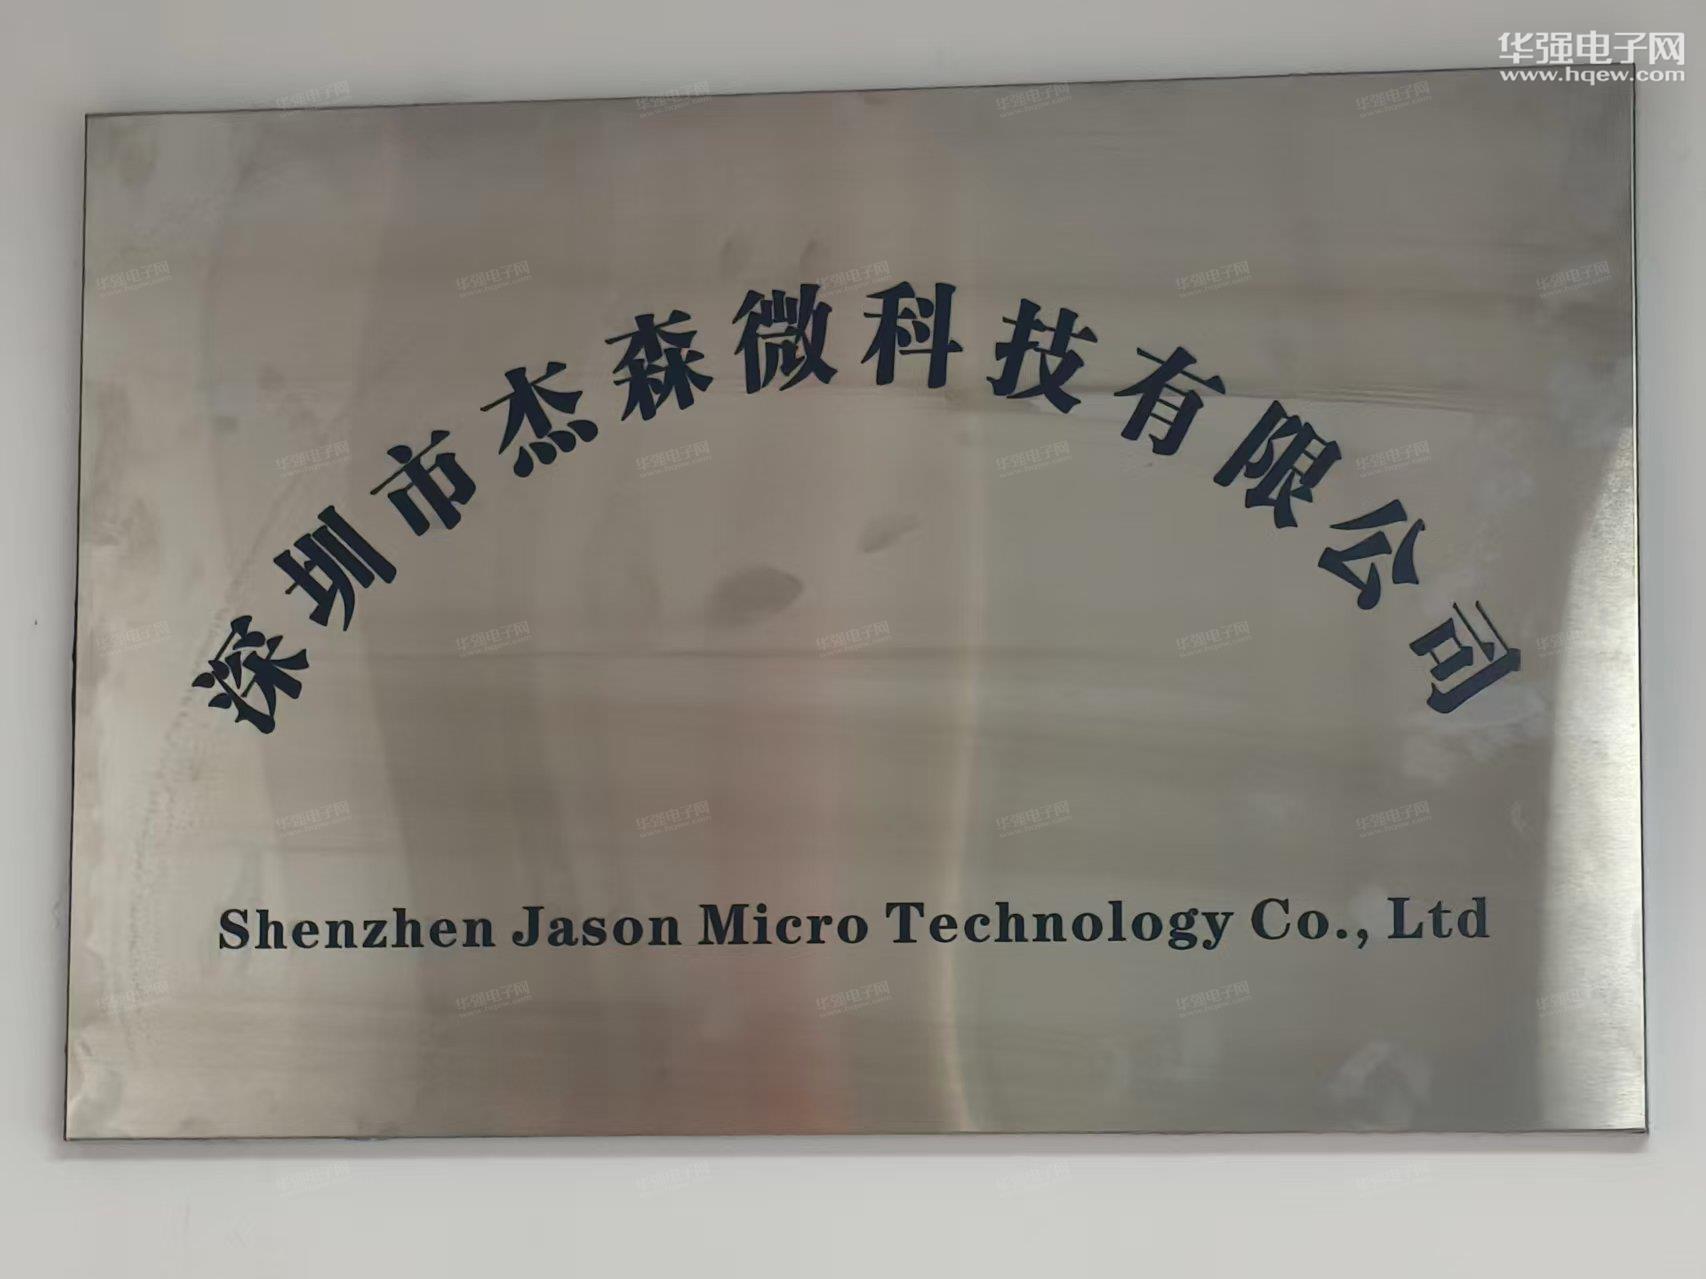 华强电子网
www.hqew.com
深圳市杰森微科技有限公司
Shenzhen Jason Micro Technology Co., Ltd